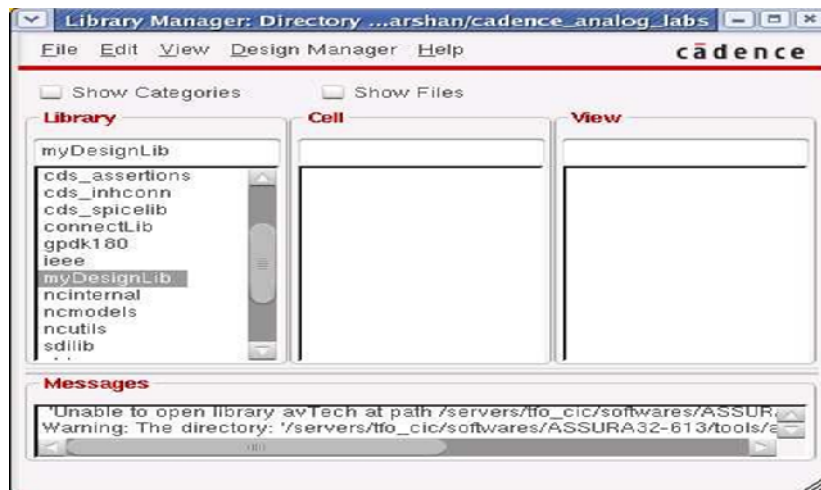 Library Manager: Directory ...arshan/cadence_analog_labs
File Edit View Design Manager Help
cādence
Show Categories Show Files
Library Cell View
myDesignLib
cds_assertions
cds_inhconn
cds_spicelib
connectLib
gpdk180
ieee
myDesignLib
ncinternal
ncmodels
ncutils
sdilib
Messages
"Unable to open library avTech at path /servers/tfo_cic/softwares/ASSURA
Warning: The directory: '/servers/tfo_cic/softwares/ASSURA32-613/tools/a